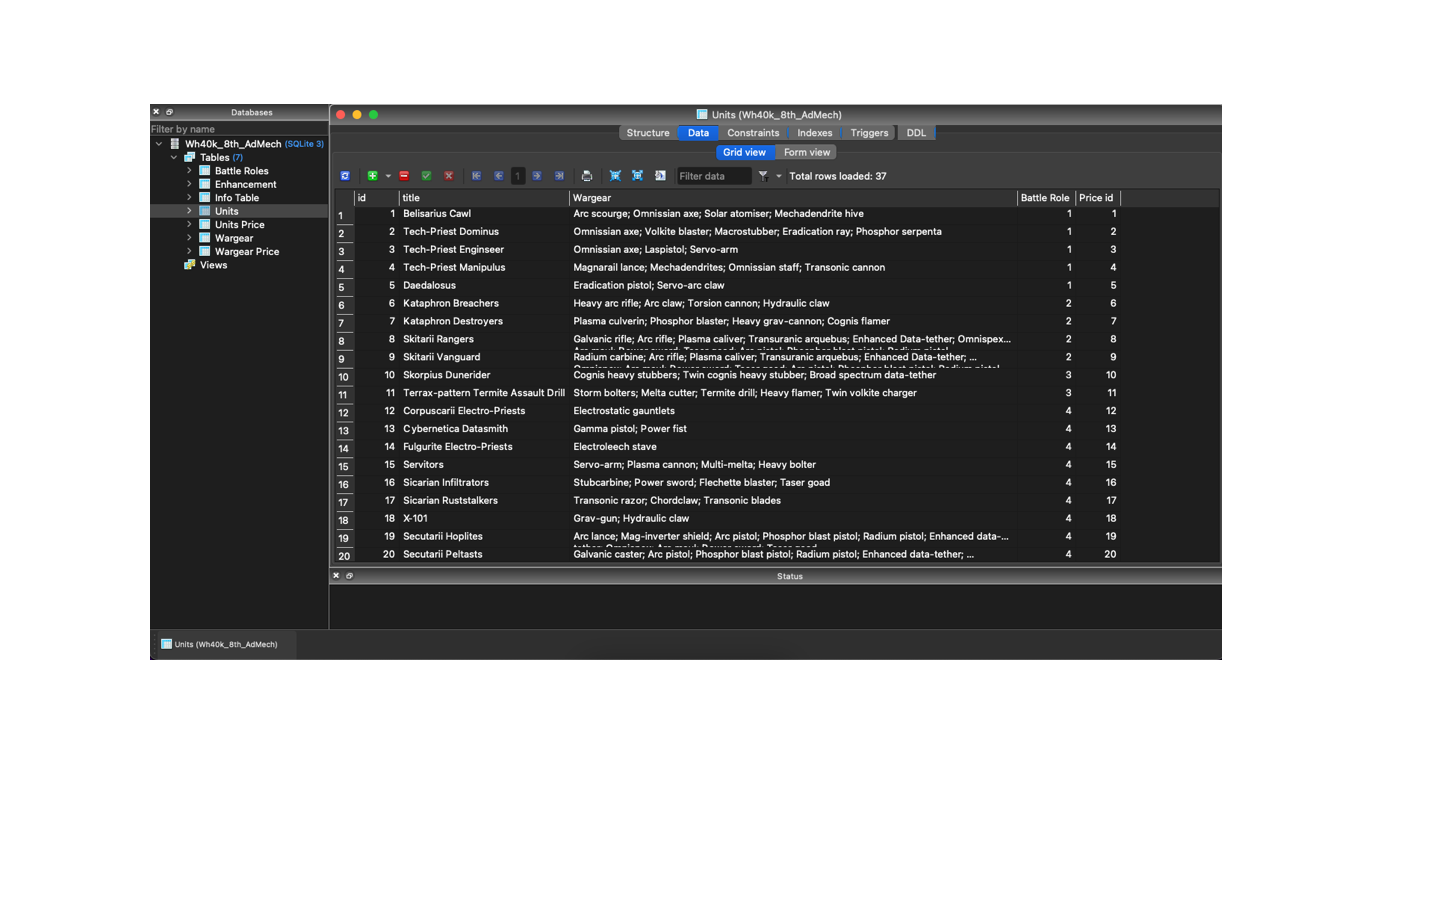 Databases
Filter by name
Wh40k_8th_AdMech (SQLite 3)
Tables (7)
Battle Roles
Enhancement
Info Table
Units
Units Price
Wargear
Wargear Price
Views
Units (Wh40k_8th_AdMech)
Structure Data Constraints Indexes Triggers DDL
Grid view Form view
1 Filter data Total rows loaded: 37
id title Wargear Battle Role Price id
1 1 Belisarius Cawl Arc scourge; Omnissian axe; Solar atomiser; Mechadendrite hive 1 1
2 2 Tech-Priest Dominus Omnissian axe; Volkite blaster; Macrostubber; Eradication ray; Phosphor serpenta 1 2
3 3 Tech-Priest Enginseer Omnissian axe; Laspistol; Servo-arm 1 3
4 4 Tech-Priest Manipulus Magnarail lance; Mechadendrites; Omnissian staff; Transonic cannon 1 4
5 5 Daedalosus Eradication pistol; Servo-arc claw 1 5
6 6 Kataphron Breachers Heavy arc rifle; Arc claw; Torsion cannon; Hydraulic claw 2 6
7 7 Kataphron Destroyers Plasma culverin; Phosphor blaster; Heavy grav-cannon; Cognis flamer 2 7
8 8 Skitarii Rangers Galvanic rifle; Arc rifle; Plasma caliver; Transuranic arquebus; Enhanced Data-tether; Omnispex... 2 8
9 9 Skitarii Vanguard Radium carbine; Arc rifle; Plasma caliver; Transuranic arquebus; Enhanced Data-tether; ... 2 9
10 10 Skorpius Dunerider Cognis heavy stubbers; Twin cognis heavy stubber; Broad spectrum data-tether 3 10
11 11 Terrax-pattern Termite Assault Drill Storm bolters; Melta cutter; Termite drill; Heavy flamer; Twin volkite charger 3 11
12 12 Corpuscarii Electro-Priests Electrostatic gauntlets 4 12
13 13 Cybernetica Datasmith Gamma pistol; Power fist 4 13
14 14 Fulgurite Electro-Priests Electroleech stave 4 14
15 15 Servitors Servo-arm; Plasma cannon; Multi-melta; Heavy bolter 4 15
16 16 Sicarian Infiltrators Stubcarbine; Power sword; Flechette blaster; Taser goad 4 16
17 17 Sicarian Ruststalkers Transonic razor; Chordclaw; Transonic blades 4 17
18 18 X-101 Grav-gun; Hydraulic claw 4 18
19 19 Secutarii Hoplites Arc lance; Mag-inverter shield; Arc pistol; Phosphor blast pistol; Radium pistol; Enhanced data-... 4 19
20 20 Secutarii Peltasts Galvanic caster; Arc pistol; Phosphor blast pistol; Radium pistol; Enhanced data-tether; ... 4 20
Status
Units (Wh40k_8th_AdMech)